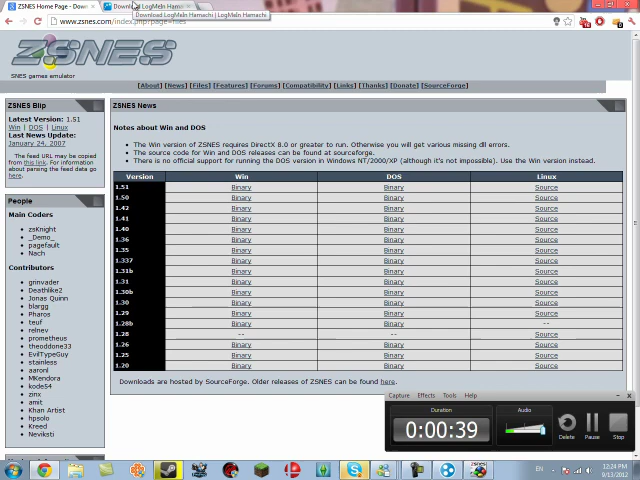 ZSNES Home Page - Down
Download LogMeIn Hama
www.zsnes.com/index.php?page=files
Download LogMeIn Hamachi | LogMeIn Hamachi
ZSNES
SNES games emulator
[About] [News] [Files] [Features] [Forums] [Compatibility] [Links] [Thanks] [Donate] [SourceForge]
ZSNES Blip
Latest Version: 1.51
Win | DOS | Linux
Last News Update:
January 24, 2007
The feed URL may be copied
from this link. For information
about parsing the feed data go
here.
People
Main Coders
zsKnight
_Demo_
pagefault
Nach
Contributors
grinvader
Deathlike2
Jonas Quinn
blargg
Pharos
teuf
relnev
prometheus
theoddone33
EvilTypeGuy
stainless
aaronl
MKendora
kode54
zinx
amit
Khan Artist
hpsolo
Kreed
Neviksti
ZSNES News
Notes about Win and DOS
The Win version of ZSNES requires DirectX 8.0 or greater to run. Otherwise you will get various missing dll errors.
The source code for Win and DOS releases can be found at sourceforge.
There is no official support for running the DOS version in Windows NT/2000/XP (although it's not impossible). Use the Win version instead.
Version Win DOS Linux
1.51 Binary Binary Source
1.50 Binary Binary Source
1.42 Binary Binary Source
1.41 Binary Binary Source
1.40 Binary Binary Source
1.36 Binary Binary Source
1.35 Binary Binary Source
1.337 Binary Binary Source
1.31b Binary Binary Source
1.31 Binary Binary Source
1.30b Binary Binary Source
1.30 Binary Binary Source
1.29 Binary Binary Source
1.28b Binary Binary --
1.28 -- -- Source
1.26 Binary Binary Source
1.25 Binary Binary Source
1.20 Binary Binary Source
Downloads are hosted by SourceForge. Older releases of ZSNES can be found here.
Capture Effects Tools Help
Duration
0:00:39
Audio
Delete
Pause
Stop
EN
12:24 PM
9/13/2012